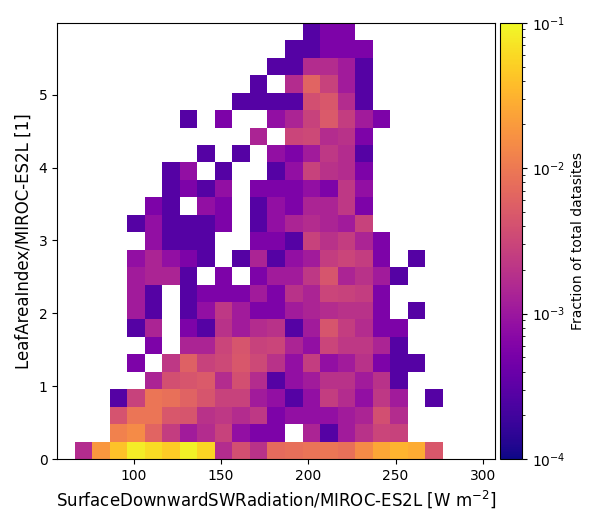 10⁻¹
10⁻²
10⁻³
10⁻⁴
Fraction of total datasites
LeafAreaIndex/MIROC-ES2L [1]
5
4
3
2
1
0
100 150 200 250 300
SurfaceDownwardSWRadiation/MIROC-ES2L [W m⁻²]